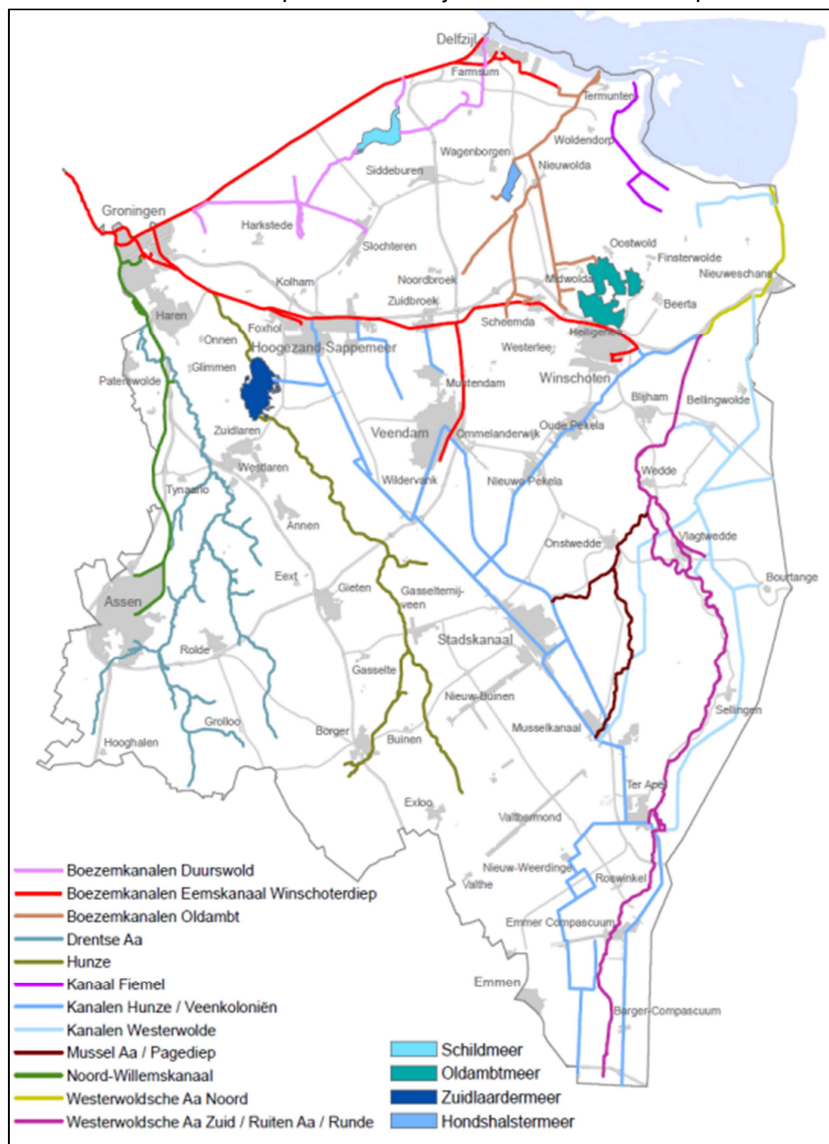 Delfzijl
Farmsum
Termunten
Woldendorp
Wagenborgen
Siddeburen
Nieuwolda
Groningen
Harkstede
Slochteren
Oostwold
Finsterwolde
Noordbroek
Midwolda
Nieuweschans
Kolham
Zuidbroek
Beerta
Haren
Scheemda
Foxhol
Heiligerlee
Onnen
Hoogezand-Sappemeer
Westerlee
Glimmen
Winschoten
Paterswolde
Muntendam
Blijham
Bellingwolde
Zuidlaren
Veendam
Ommelanderwijk
Oude Pekela
Westlaren
Wildervank
Nieuwe Pekela
Wedde
Tynaarlo
Annen
Onstwedde
Vlagtwedde
Eext
Gieten
Gasselternij-
veen
Bourtange
Assen
Stadskanaal
Rolde
Gasselte
Nieuw-Buinen
Sellingen
Grolloo
Borger
Buinen
Musselkanaal
Hooghalen
Ter Apel
Exloo
Valthermond
Nieuw-Weerdinge
Valthe
Roswinkel
Emmer Compascuum
Emmen
Barger-Compascuum
Boezemkanalen Duurswold
Boezemkanalen Eemskanaal Winschoterdiep
Boezemkanalen Oldambt
Drentse Aa
Hunze
Kanaal Fiemel
Kanalen Hunze / Veenkoloniën
Kanalen Westerwolde
Mussel Aa / Pagediep
Noord-Willemskanaal
Westerwoldsche Aa Noord
Westerwoldsche Aa Zuid / Ruiten Aa / Runde
Schildmeer
Oldambtmeer
Zuidlaardermeer
Hondshalstermeer